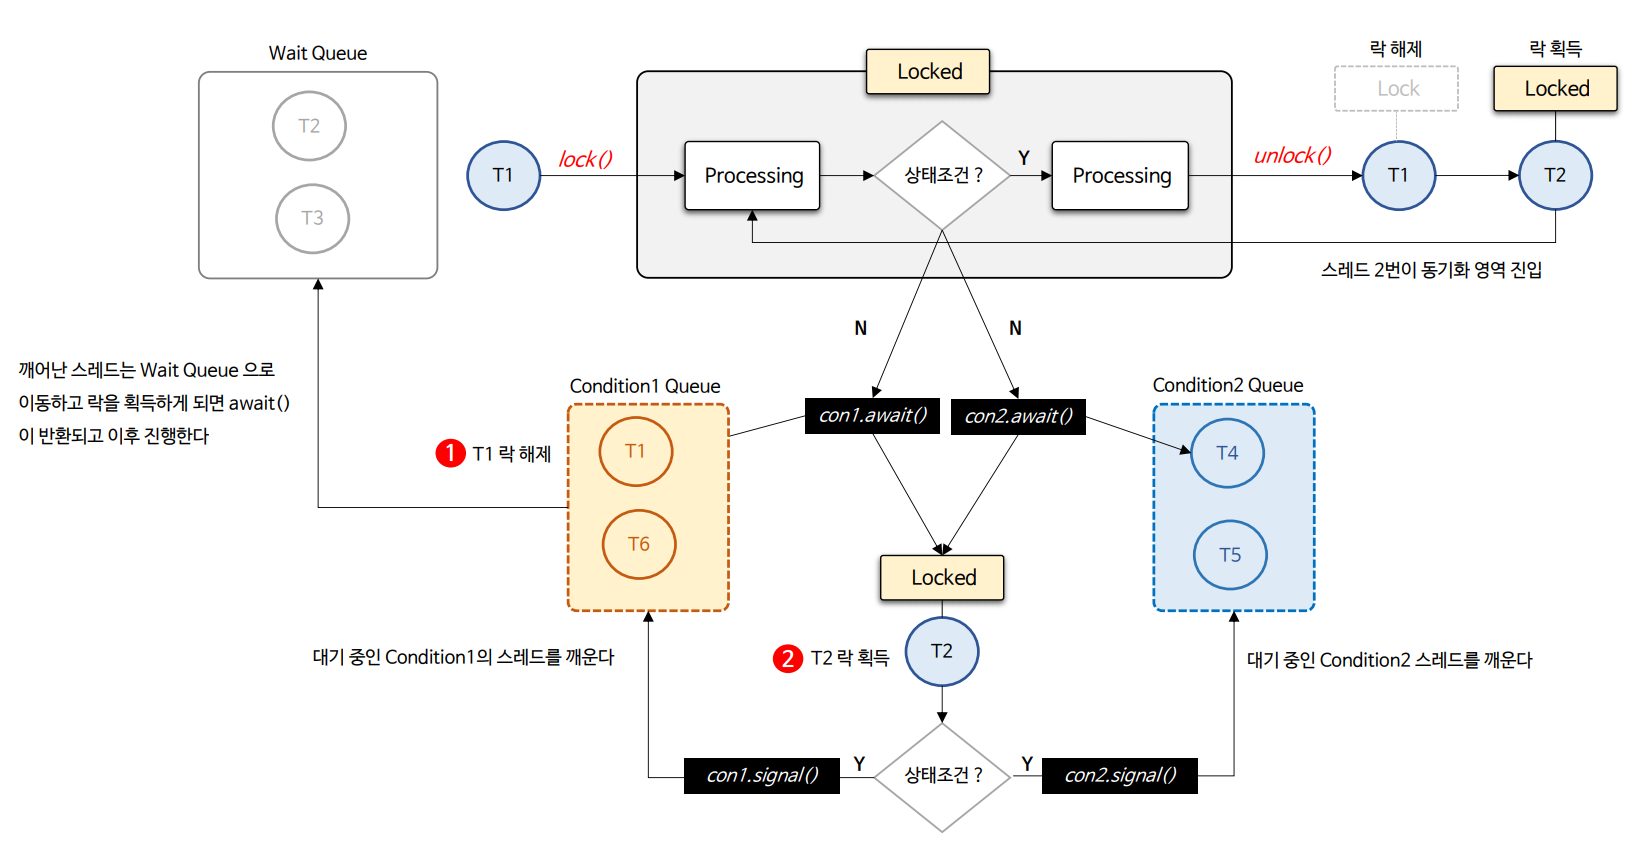 Wait Queue
T2
T3
T1
lock()
Locked
Processing
상태조건 ?
Y
Processing
unlock()
락 해제
Lock
T1
락 획득
Locked
T2
스레드 2번이 동기화 영역 진입
N
N
깨어난 스레드는 Wait Queue 으로
이동하고 락을 획득하게 되면 await()
이 반환되고 이후 진행한다
Condition1 Queue
T1
T6
1 T1 락 해제
con1.await()
con2.await()
Condition2 Queue
T4
T5
Locked
2 T2 락 획득
T2
대기 중인 Condition1의 스레드를 깨운다
대기 중인 Condition2 스레드를 깨운다
con1.signal()
Y
상태조건 ?
Y
con2.signal()